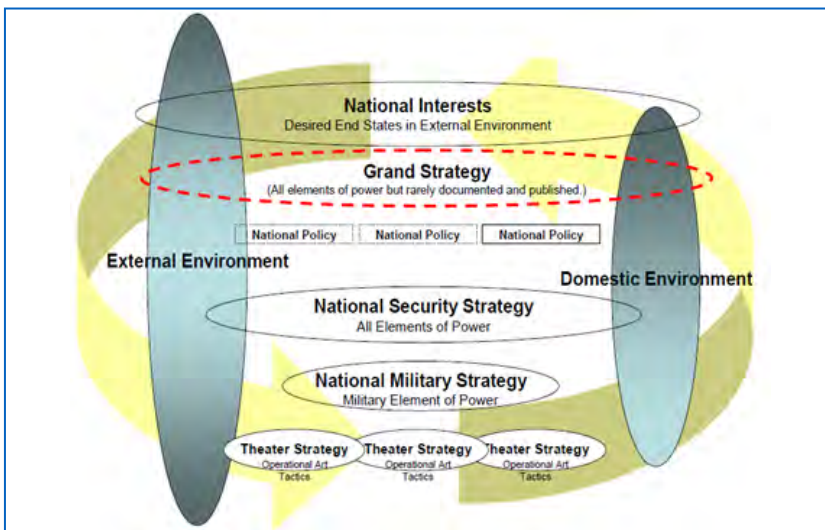 National Interests
Desired End States in External Environment
Grand Strategy
(All elements of power but rarely documented and published.)
National Policy National Policy National Policy
External Environment
Domestic Environment
National Security Strategy
All Elements of Power
National Military Strategy
Military Element of Power
Theater Strategy Theater Strategy Theater Strategy
Operational Art Operational Art Operational Art
Tactics Tactics Tactics